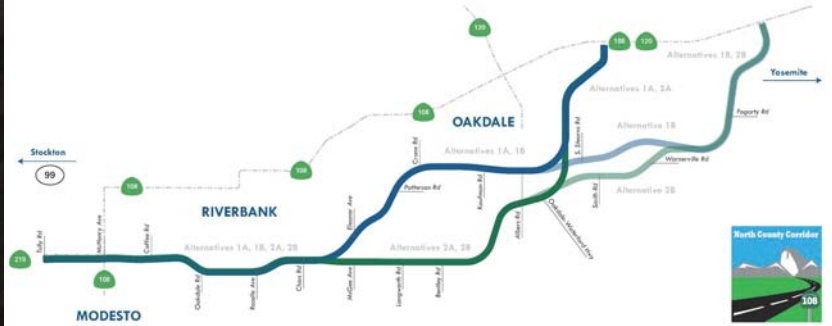 120
108
120
Alternatives 1B, 2B
Yosemite
Alternatives 1A, 2A
Fogarty Rd
108
OAKDALE
S. Stearns Rd
Alternative 1B
Crane Rd
Alternatives 1A, 1B
Warnerville Rd
Stockton
99
108
108
Patterson Rd
Kaufman Rd
Smith Rd
Alternative 2B
RIVERBANK
Eleanor Ave
Albers Rd
Oakdale Waterford Hwy
Tully Rd
McHenry Ave
Coffee Rd
Alternatives 1A, 1B, 2A, 2B
Alternatives 2A, 2B
219
108
Oakdale Rd
Roselle Ave
Claus Rd
McGee Ave
Langworth Rd
Bentley Rd
MODESTO
North County Corridor
108